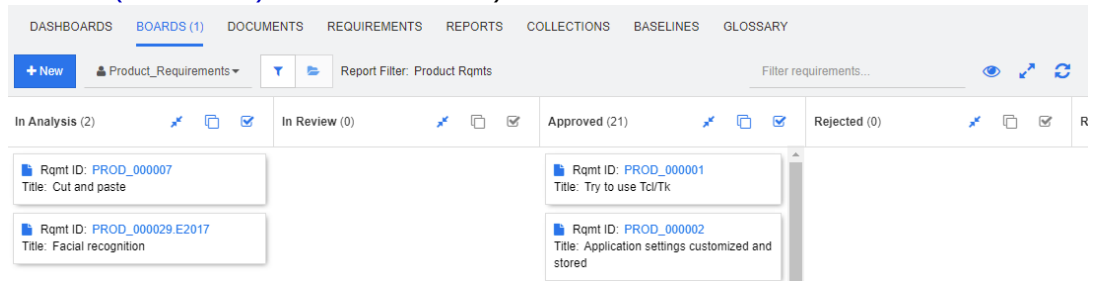 DASHBOARDS BOARDS (1) DOCUMENTS REQUIREMENTS REPORTS COLLECTIONS BASELINES GLOSSARY
+ New Product_Requirements Report Filter: Product Rqmts Filter requirements...
In Analysis (2) In Review (0) Approved (21) Rejected (0) R
Rqmt ID: PROD_000007
Title: Cut and paste
Rqmt ID: PROD_000029.E2017
Title: Facial recognition
Rqmt ID: PROD_000001
Title: Try to use Tcl/Tk
Rqmt ID: PROD_000002
Title: Application settings customized and
stored